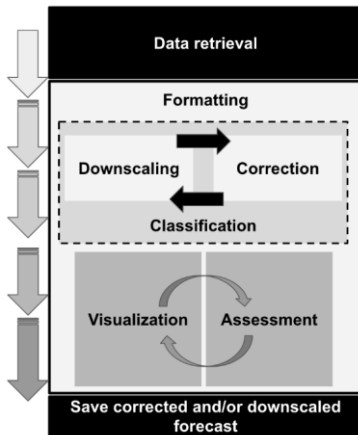 Data retrieval
Formatting
Downscaling
Correction
Classification
Visualization
Assessment
Save corrected and/or downscaled
forecast